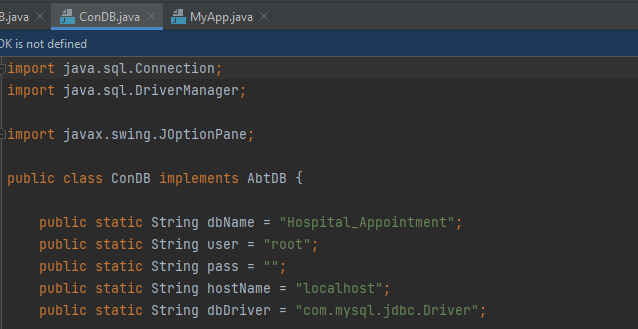 B.java ConDB.java MyApp.java
DK is not defined
import java.sql.Connection;
import java.sql.DriverManager;
import javax.swing.JOptionPane;
public class ConDB implements AbtDB {
public static String dbName = "Hospital_Appointment";
public static String user = "root";
public static String pass = "";
public static String hostName = "localhost";
public static String dbDriver = "com.mysql.jdbc.Driver";